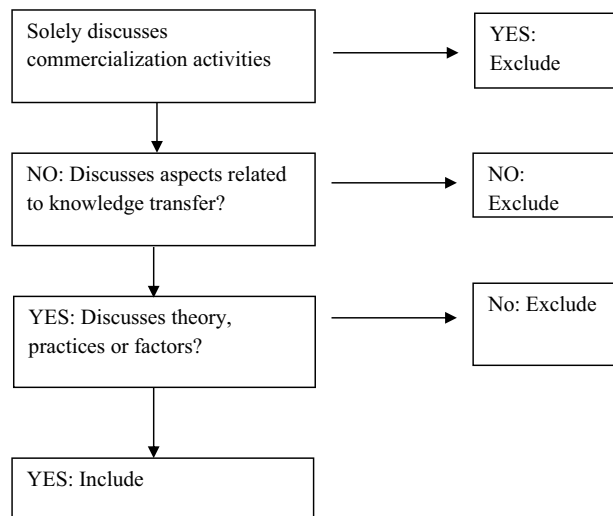 Solely discusses
commercialization activities
YES:
Exclude
NO: Discusses aspects related
to knowledge transfer?
NO:
Exclude
YES: Discusses theory,
practices or factors?
No: Exclude
YES: Include